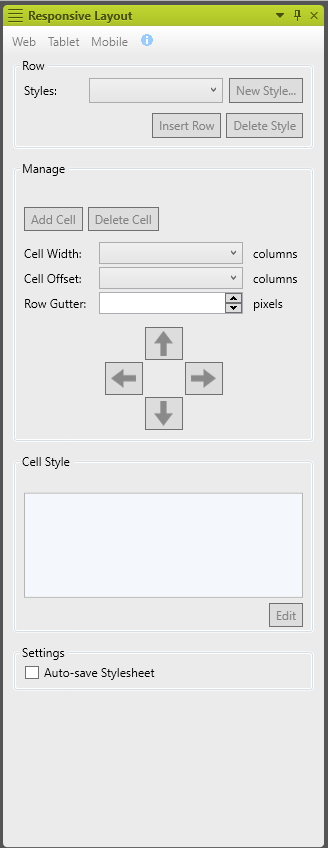 Responsive Layout
Web Tablet Mobile
Row
Styles: New Style...
Insert Row Delete Style
Manage
Add Cell Delete Cell
Cell Width: columns
Cell Offset: columns
Row Gutter: pixels
Cell Style
Edit
Settings
Auto-save Stylesheet